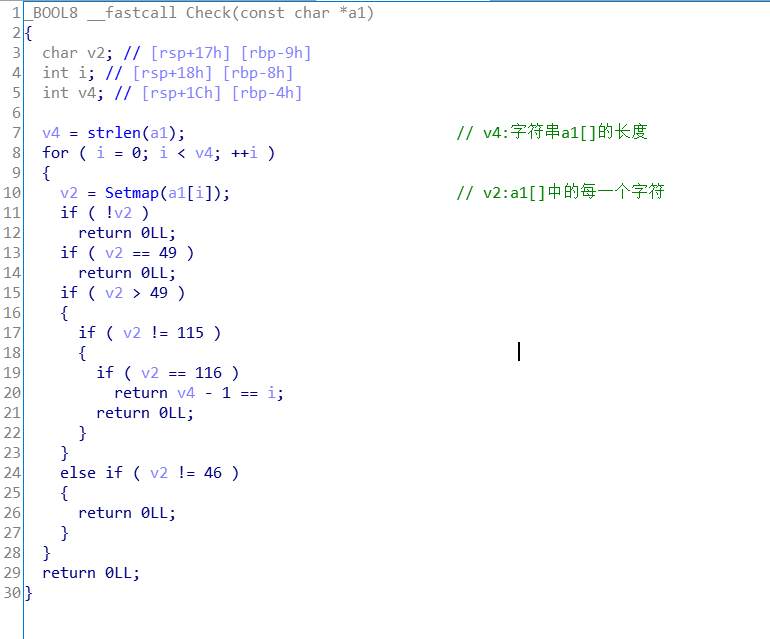 1 _BOOL8 __fastcall Check(const char *a1)
2 {
3   char v2; // [rsp+17h] [rbp-9h]
4   int i; // [rsp+18h] [rbp-8h]
5   int v4; // [rsp+1Ch] [rbp-4h]
6
7   v4 = strlen(a1);                              // v4:字符串a1[]的长度
8   for ( i = 0; i < v4; ++i )
9   {
10     v2 = Setmap(a1[i]);                         // v2:a1[]中的每一个字符
11     if ( !v2 )
12       return 0LL;
13     if ( v2 == 49 )
14       return 0LL;
15     if ( v2 > 49 )
16     {
17       if ( v2 != 115 )
18       {
19         if ( v2 == 116 )
20           return v4 - 1 == i;
21         return 0LL;
22       }
23     }
24     else if ( v2 != 46 )
25     {
26       return 0LL;
27     }
28   }
29   return 0LL;
30 }